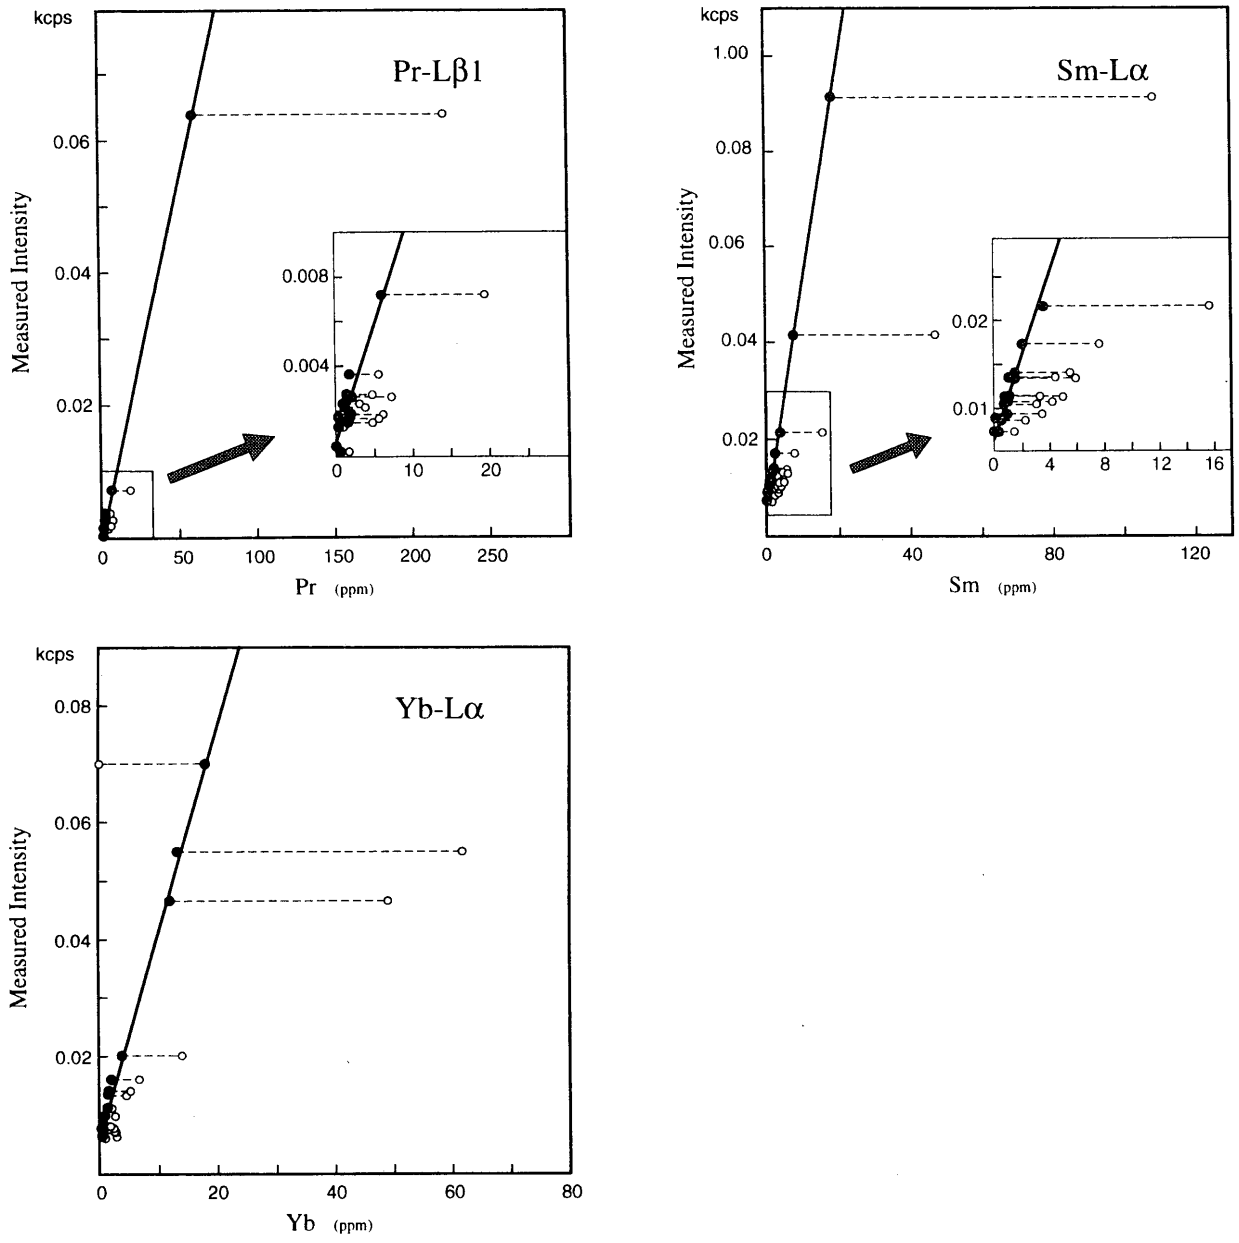 kcps
Pr-Lβ1
0.06
0.04
0.02
Measured Intensity
0.008
0.004
0 10 20
0 50 100 150 200 250
Pr (ppm)
kcps
Sm-Lα
1.00
0.08
0.06
0.04
0.02
Measured Intensity
0.02
0.01
0 4 8 12 16
0 40 80 120
Sm (ppm)
kcps
Yb-Lα
0.08
0.06
0.04
0.02
Measured Intensity
0 20 40 60 80
Yb (ppm)